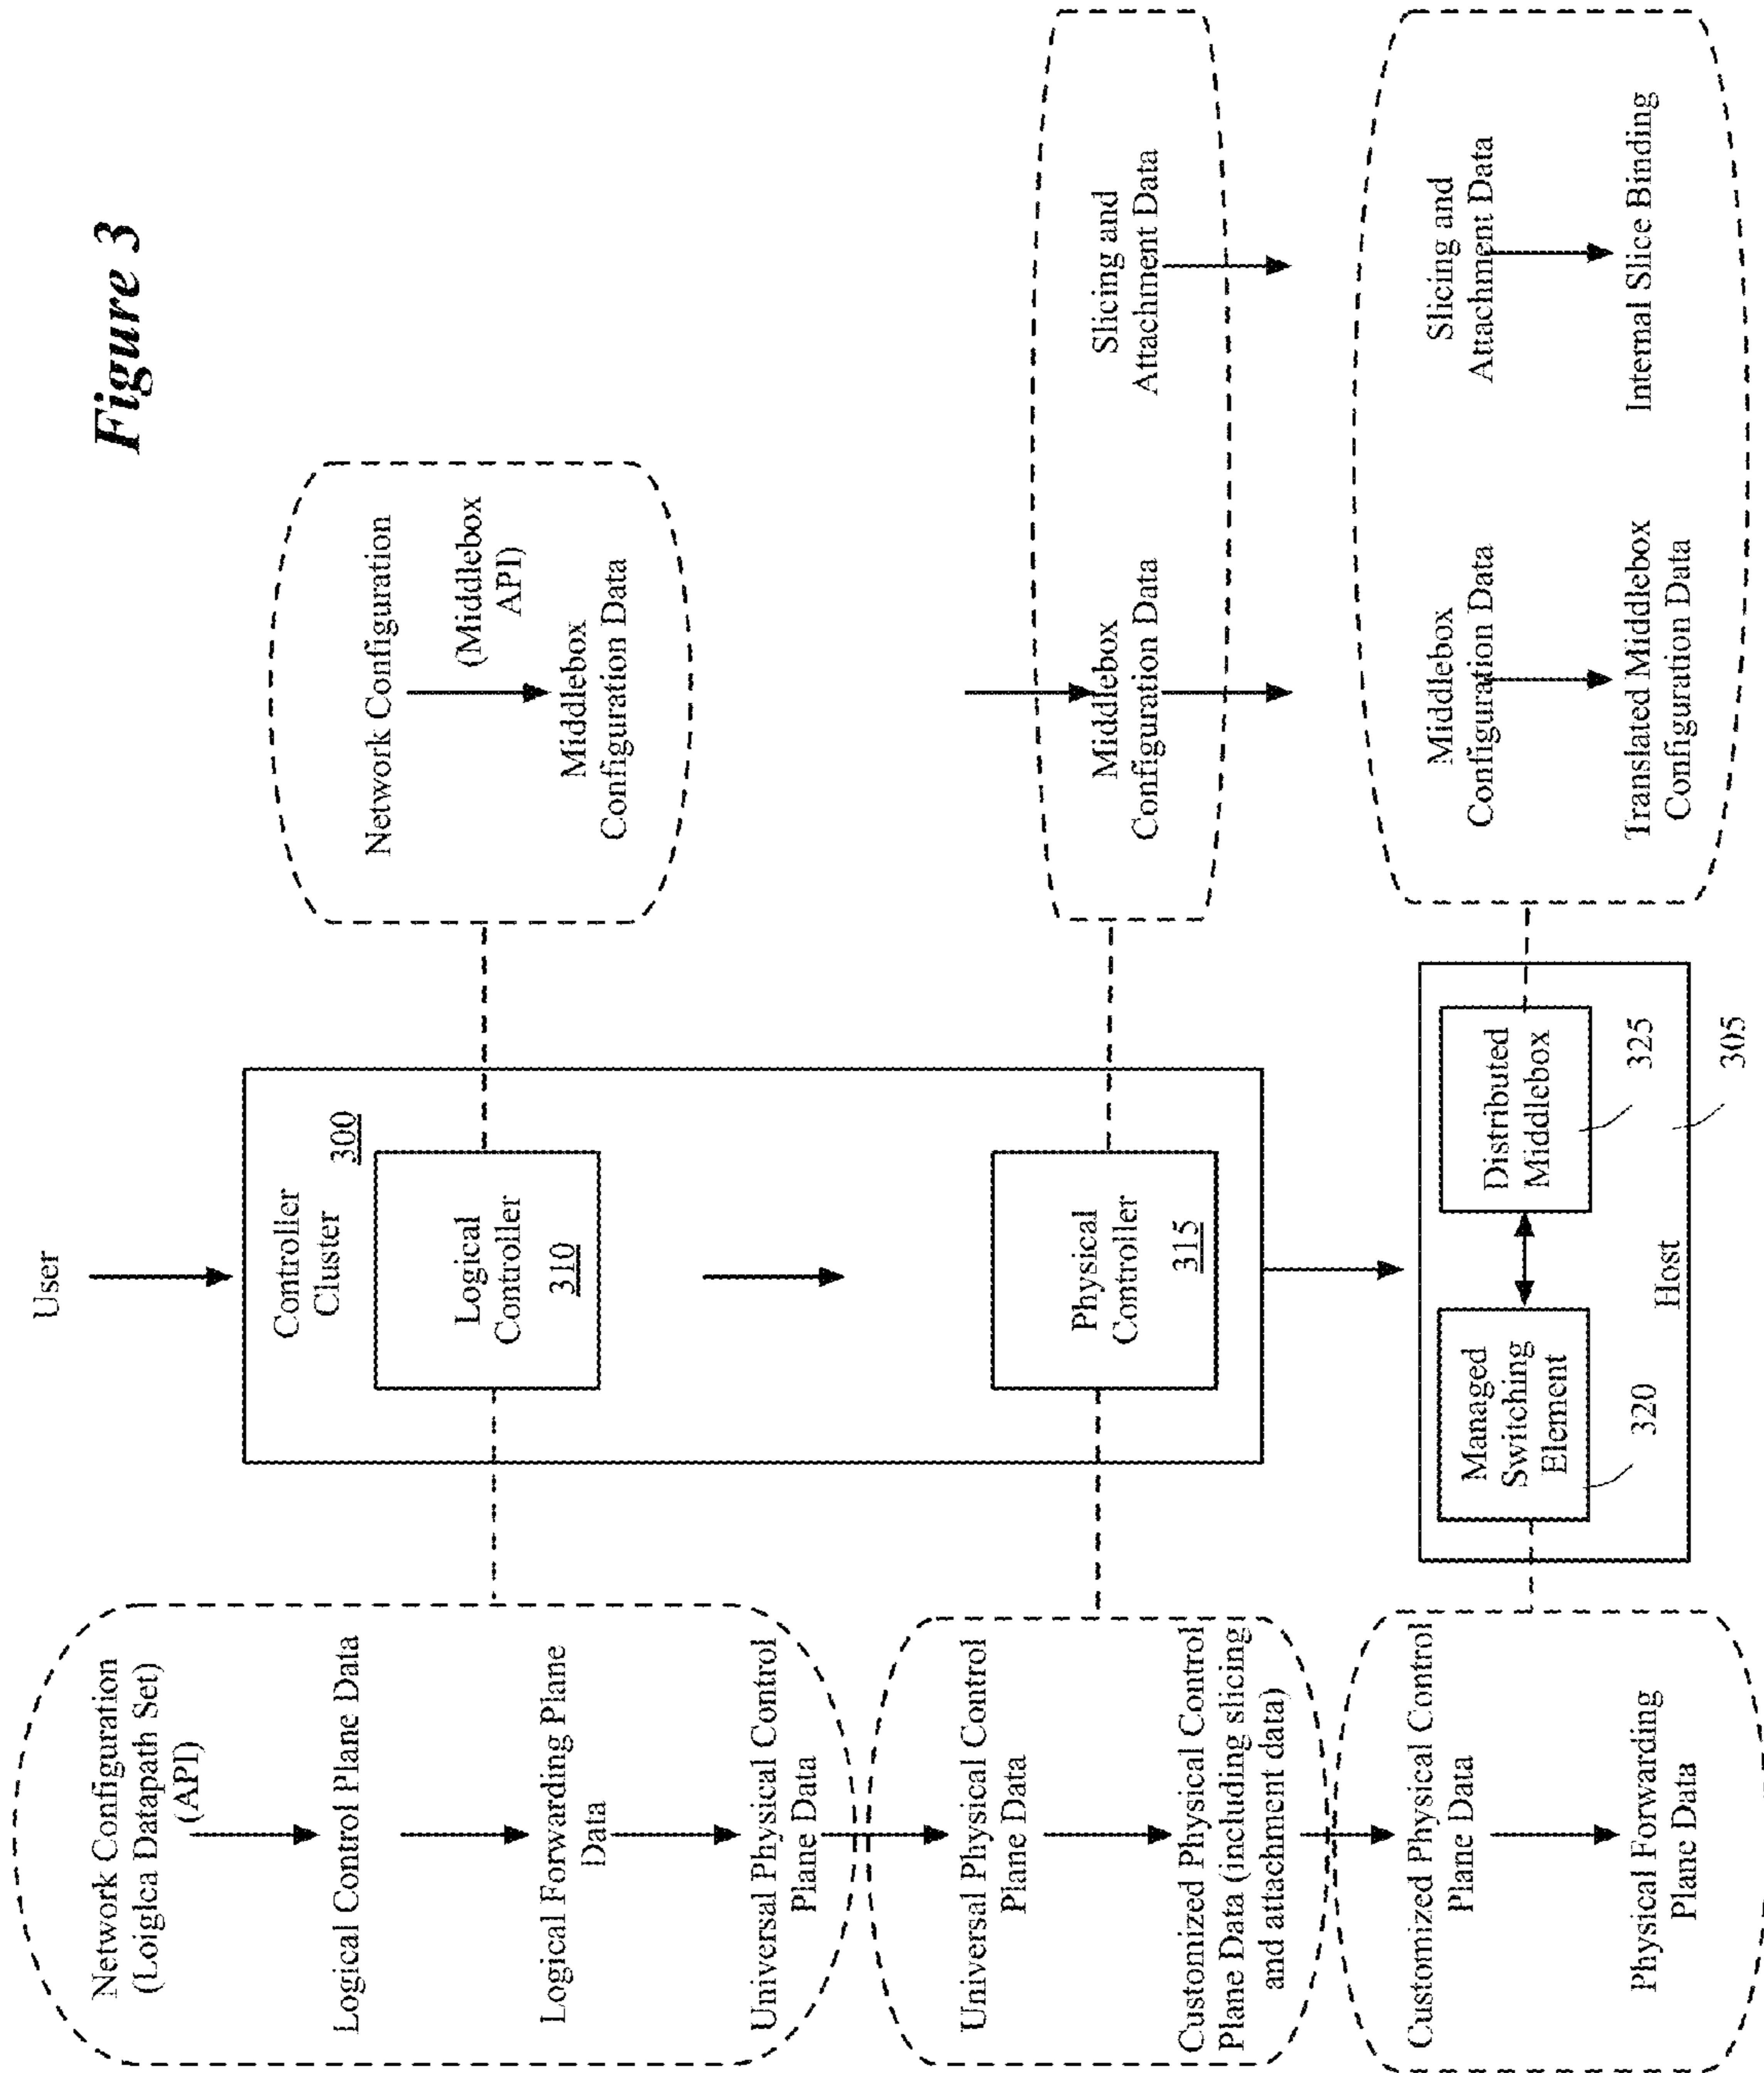 Figure 3
User
Network Configuration
(Loiglca Datapath Set)
(API)
Logical Control Plane Data
Logical Forwarding Plane
Data
Universal Physical Control
Plane Data
Controller
Cluster
300
Logical
Controller
310
Network Configuration
(Middlebox
API)
Middlebox
Configuration Data
Universal Physical Control
Plane Data
Customized Physical Control
Plane Data (including slicing
and attachment data)
Physical
Controller
315
Middlebox
Configuration Data
Slicing and
Attachment Data
Customized Physical Control
Plane Data
Physical Forwarding
Plane Data
Managed
Switching
Element
320
Distributed
Middlebox
325
Host
305
Middlebox
Configuration Data
Translated Middlebox
Configuration Data
Slicing and
Attachment Data
Internal Slice Binding